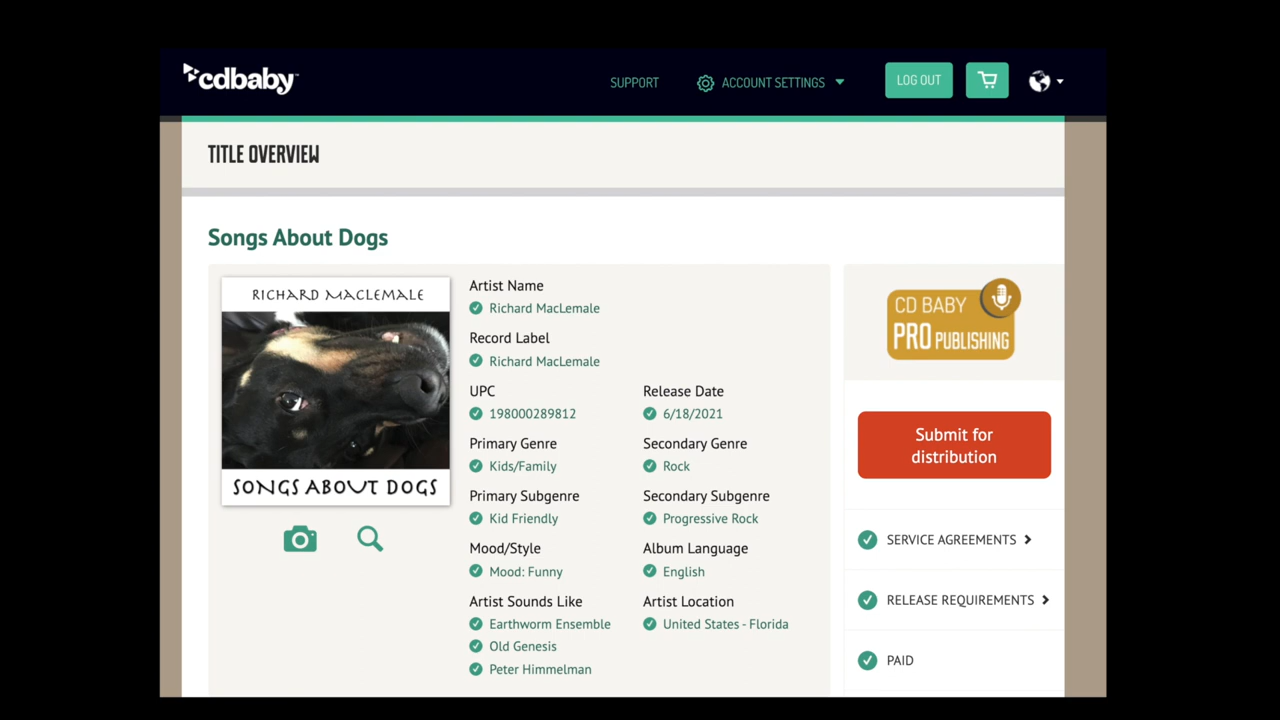 cdbaby™
SUPPORT
ACCOUNT SETTINGS
LOG OUT
TITLE OVERVIEW
Songs About Dogs
RICHARD MACLEMALE
SONGS ABOUT DOGS
Artist Name
Richard MacLemale
Record Label
Richard MacLemale
UPC
198000289812
Release Date
6/18/2021
Primary Genre
Kids/Family
Secondary Genre
Rock
Primary Subgenre
Kid Friendly
Secondary Subgenre
Progressive Rock
Mood/Style
Mood: Funny
Album Language
English
Artist Sounds Like
Earthworm Ensemble
Old Genesis
Peter Himmelman
Artist Location
United States - Florida
CD BABY
PRO PUBLISHING
Submit for
distribution
SERVICE AGREEMENTS
RELEASE REQUIREMENTS
PAID